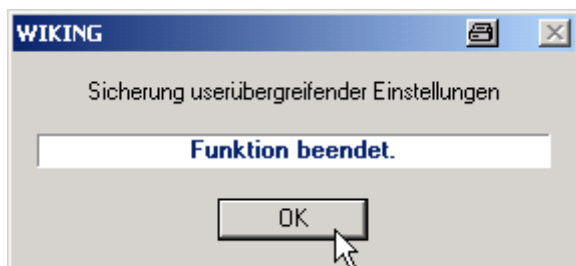 WIKING
Sicherung userübergreifender Einstellungen
Funktion beendet.
OK